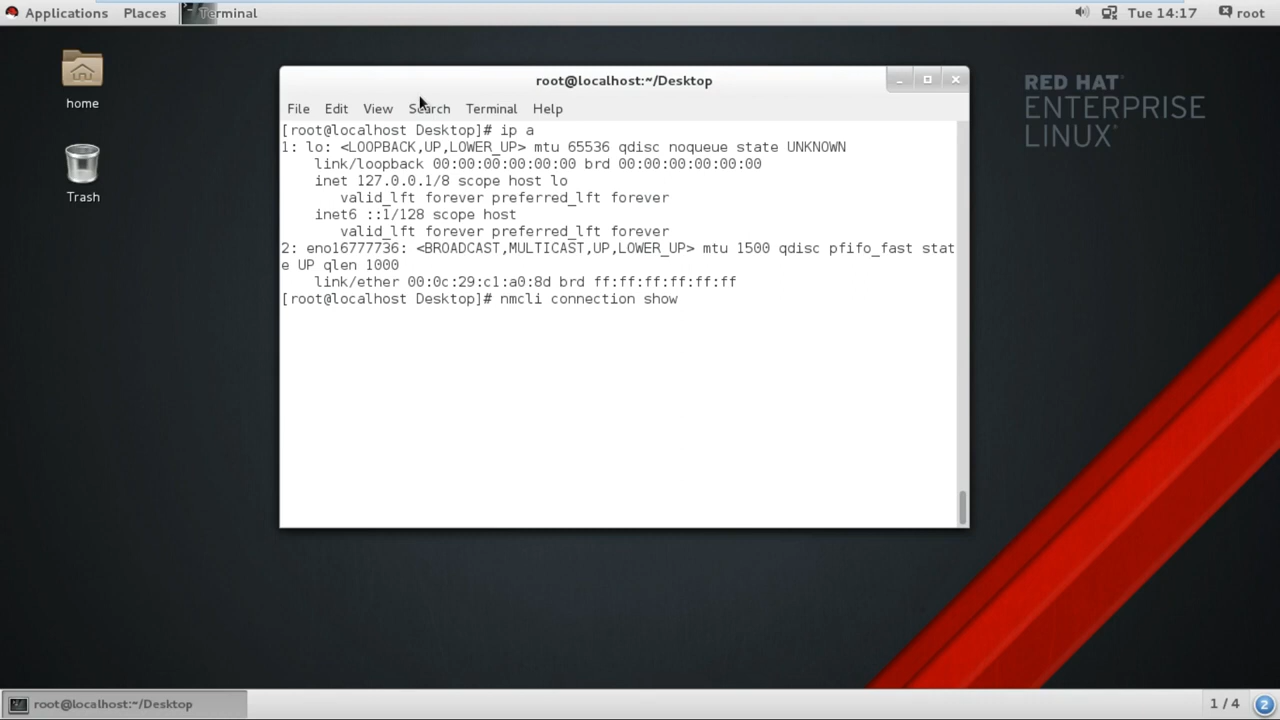 Applications Places Terminal Tue 14:17 root
home
Trash
RED HAT
ENTERPRISE
LINUX
root@localhost:~/Desktop
File Edit View Search Terminal Help
[root@localhost Desktop]# ip a
1: lo: <LOOPBACK,UP,LOWER_UP> mtu 65536 qdisc noqueue state UNKNOWN
    link/loopback 00:00:00:00:00:00 brd 00:00:00:00:00:00
    inet 127.0.0.1/8 scope host lo
       valid_lft forever preferred_lft forever
    inet6 ::1/128 scope host
       valid_lft forever preferred_lft forever
2: eno16777736: <BROADCAST,MULTICAST,UP,LOWER_UP> mtu 1500 qdisc pfifo_fast stat
e UP qlen 1000
    link/ether 00:0c:29:c1:a0:8d brd ff:ff:ff:ff:ff:ff
[root@localhost Desktop]# nmcli connection show
root@localhost:~/Desktop 1 / 4 2